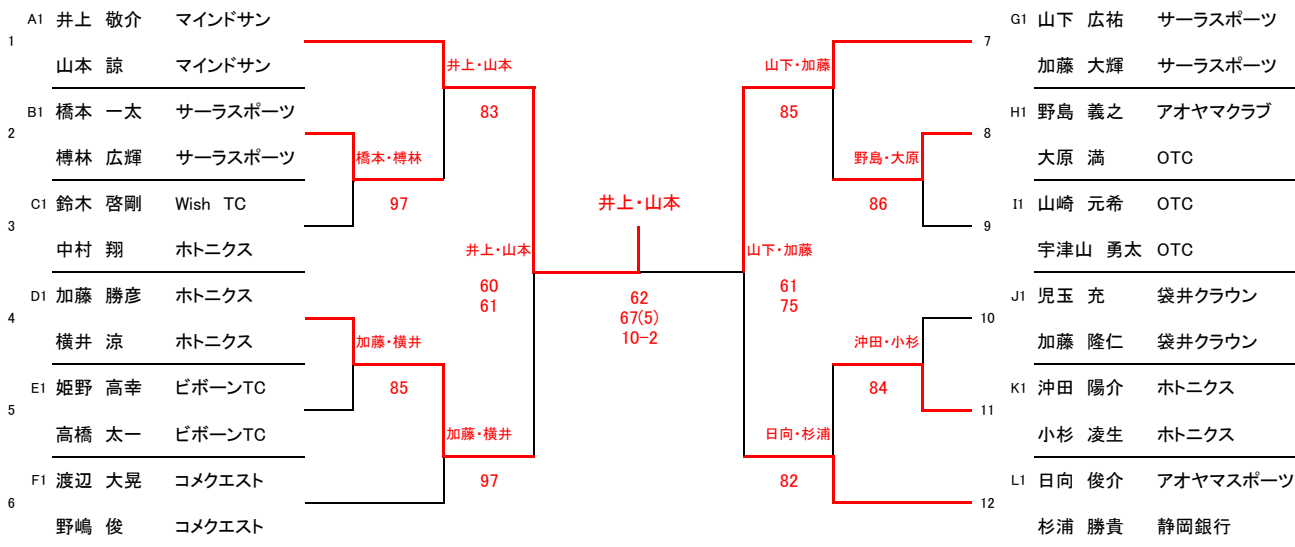 A1 井上 敬介 マインドサン
1
山本 諒 マインドサン
B1 橋本 一太 サーラスポーツ
2
榑林 広輝 サーラスポーツ
C1 鈴木 啓剛 Wish TC
3
中村 翔 ホトニクス
D1 加藤 勝彦 ホトニクス
4
横井 涼 ホトニクス
E1 姫野 高幸 ビボーンTC
5
高橋 太一 ビボーンTC
F1 渡辺 大晃 コメクエスト
6
野嶋 俊 コメクエスト
井上・山本
83
橋本・榑林
97
井上・山本
60
61
加藤・横井
85
加藤・横井
97
井上・山本
62
67(5)
10-2
山下・加藤
85
野島・大原
86
山下・加藤
61
75
沖田・小杉
84
日向・杉浦
82
G1 山下 広祐 サーラスポーツ
7
加藤 大輝 サーラスポーツ
H1 野島 義之 アオヤマクラブ
8
大原 満 OTC
I1 山崎 元希 OTC
9
宇津山 勇太 OTC
J1 児玉 充 袋井クラウン
10
加藤 隆仁 袋井クラウン
K1 沖田 陽介 ホトニクス
11
小杉 凌生 ホトニクス
L1 日向 俊介 アオヤマスポーツ
12
杉浦 勝貴 静岡銀行